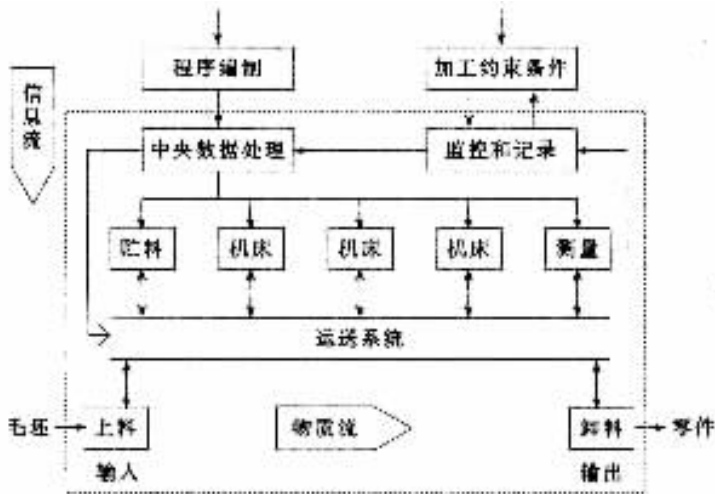 程序编制
加工约束条件
信息流
中央数据处理
监控和记录
贮料
机床
机床
机床
测量
运送系统
毛坯
上料
物质流
卸料
零件
输入
输出